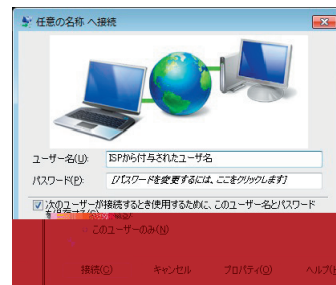 任意の名称 へ接続
ユーザー名(U):
ISPから付与されたユーザ名
パスワード(P):
[パスワードを変更するには、ここをクリックします]
次のユーザーが接続するとき使用するために、このユーザー名とパスワード
を保存する(S):
このユーザーのみ(N)
接続(C)
キャンセル
プロパティ(O)
ヘルプ(H)